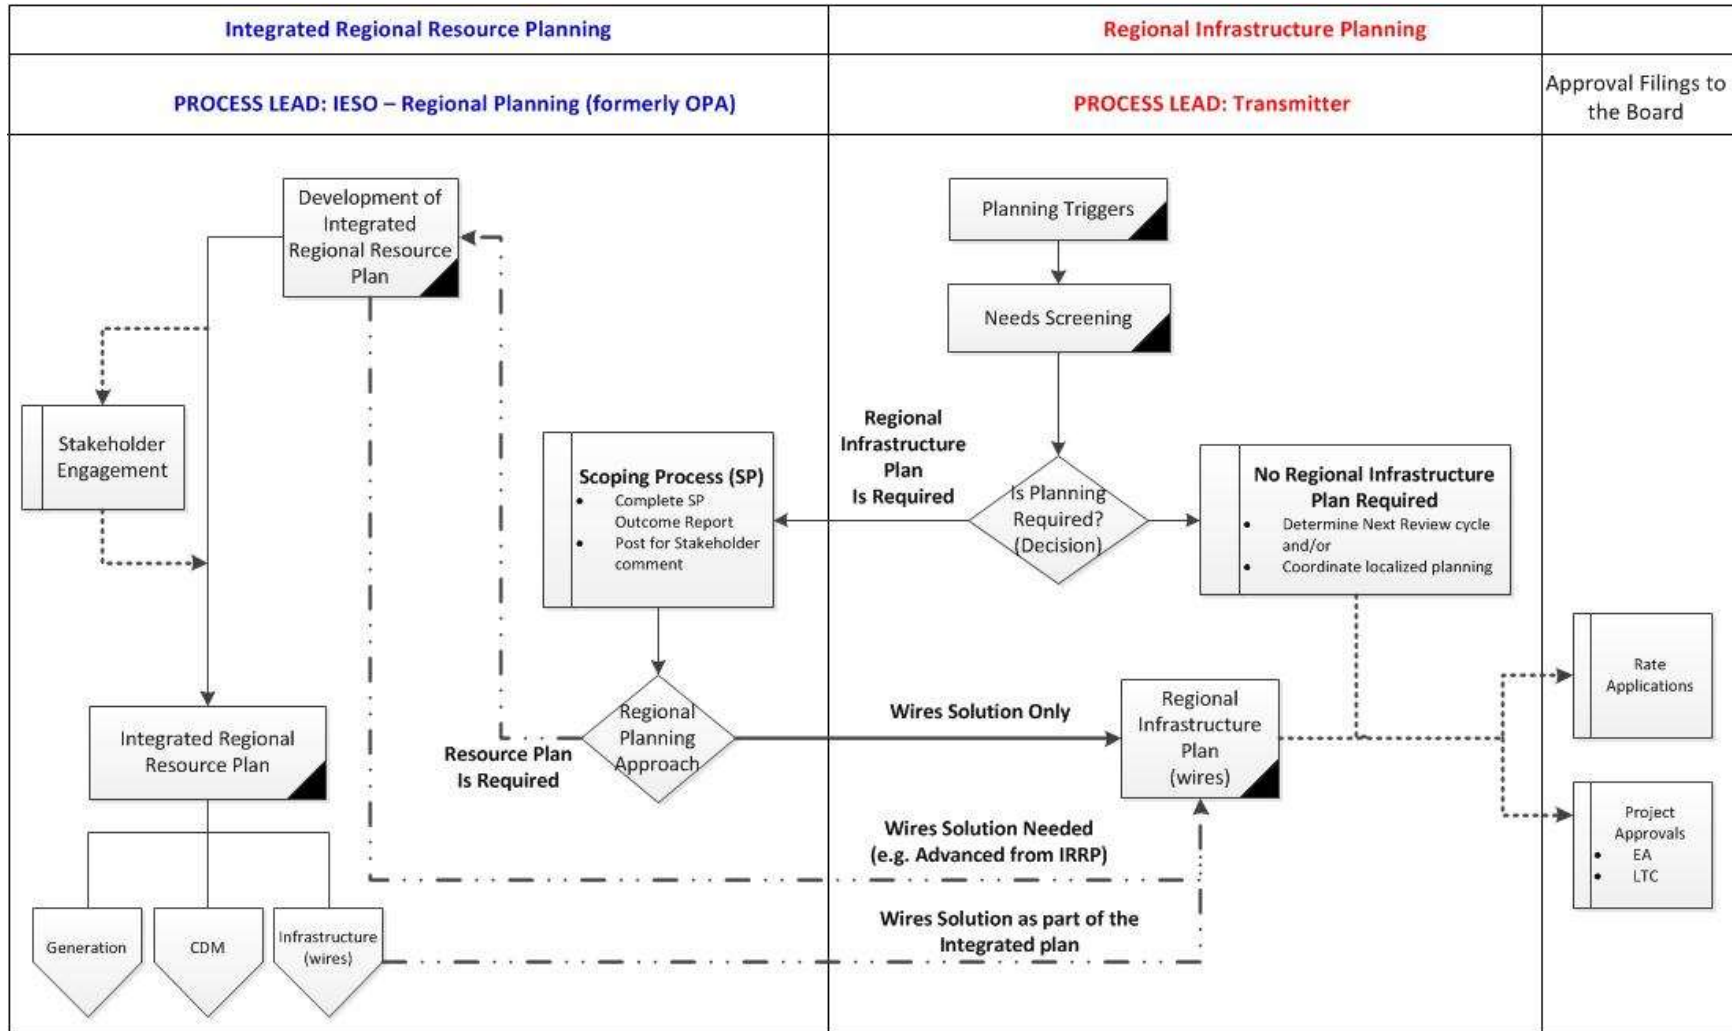 Integrated Regional Resource Planning
Regional Infrastructure Planning
PROCESS LEAD: IESO – Regional Planning (formerly OPA)
PROCESS LEAD: Transmitter
Approval Filings to
the Board
Development of
Integrated
Regional Resource
Plan
Stakeholder
Engagement
Integrated Regional
Resource Plan
Generation
CDM
Infrastructure
(wires)
Scoping Process (SP)
• Complete SP
Outcome Report
• Post for Stakeholder
comment
Regional
Planning
Approach
Resource Plan
Is Required
Planning Triggers
Needs Screening
Regional
Infrastructure
Plan
Is Required
Is Planning
Required?
(Decision)
No Regional Infrastructure
Plan Required
• Determine Next Review cycle
and/or
• Coordinate localized planning
Wires Solution Only
Regional
Infrastructure
Plan
(wires)
Wires Solution Needed
(e.g. Advanced from IRRP)
Wires Solution as part of the
Integrated plan
Rate
Applications
Project
Approvals
• EA
• LTC